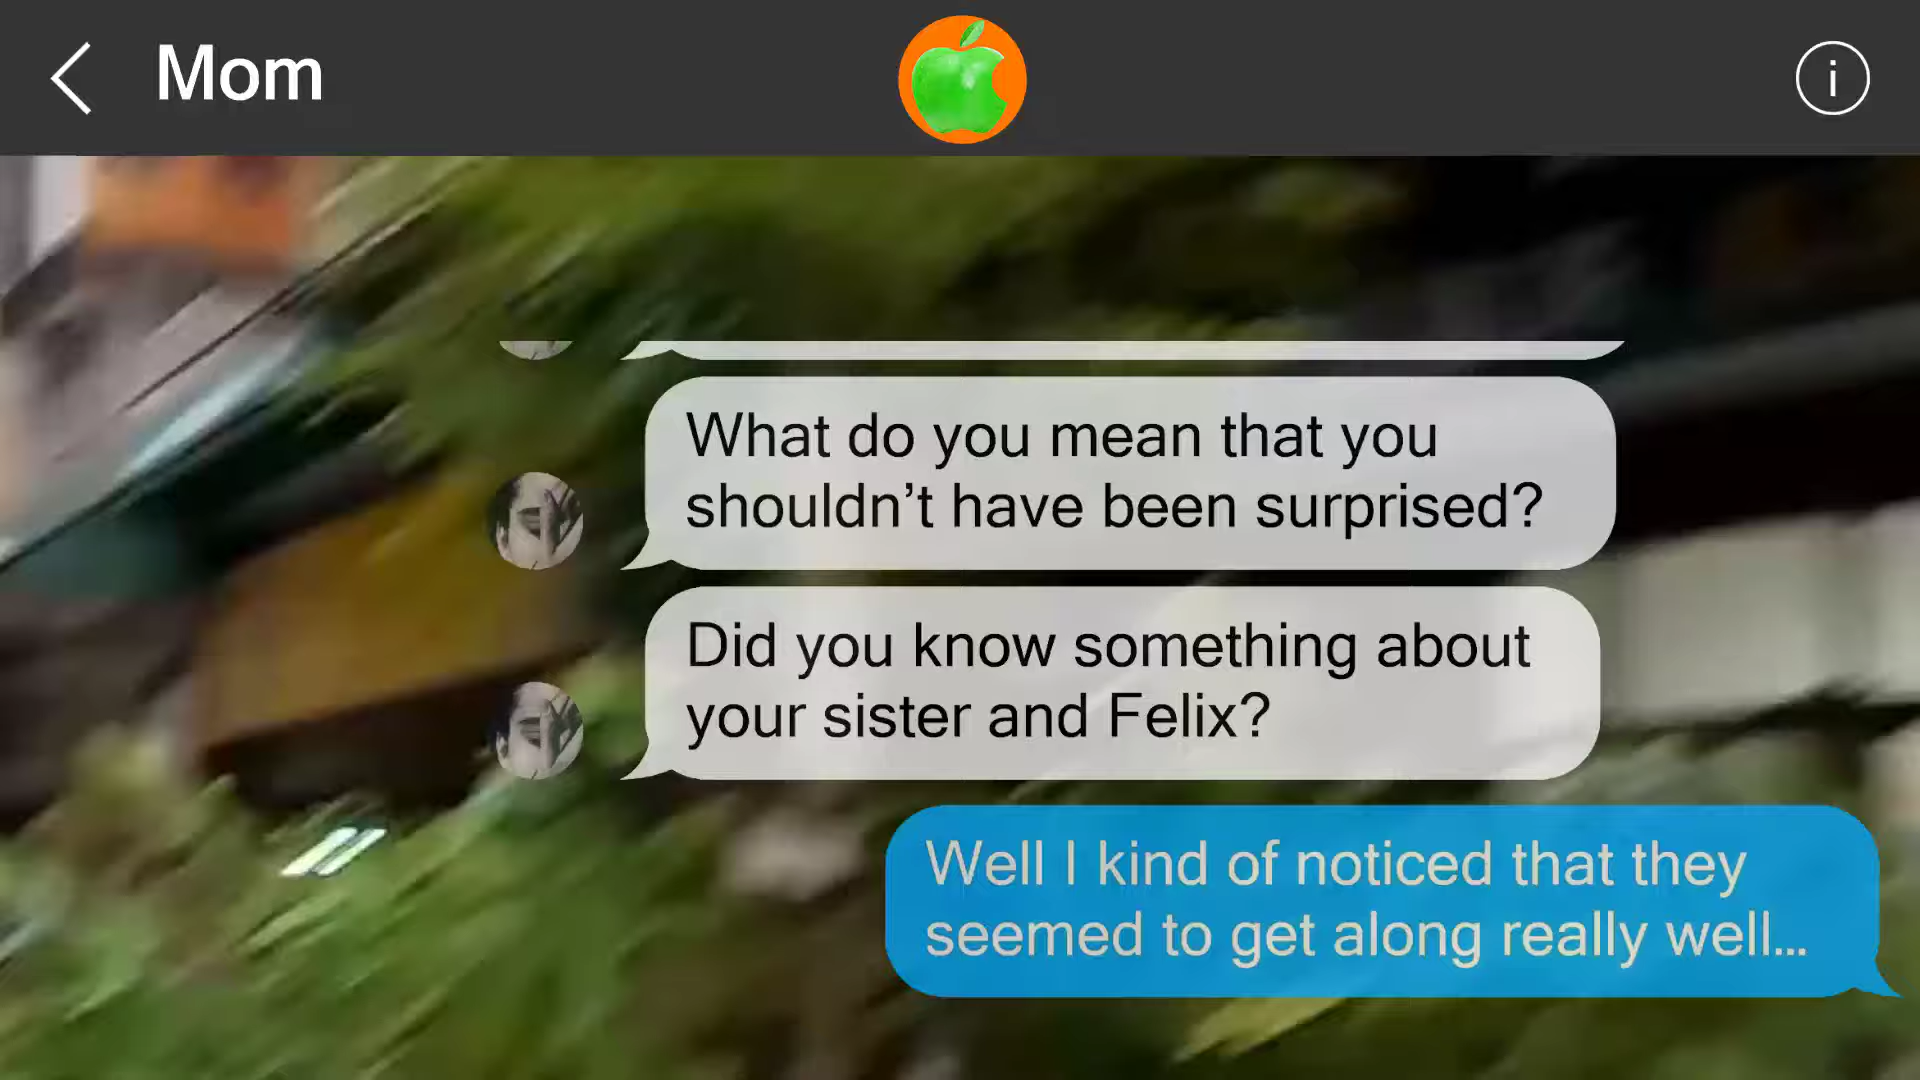 Mom
i
What do you mean that you
shouldn’t have been surprised?
Did you know something about
your sister and Felix?
Well I kind of noticed that they
seemed to get along really well...